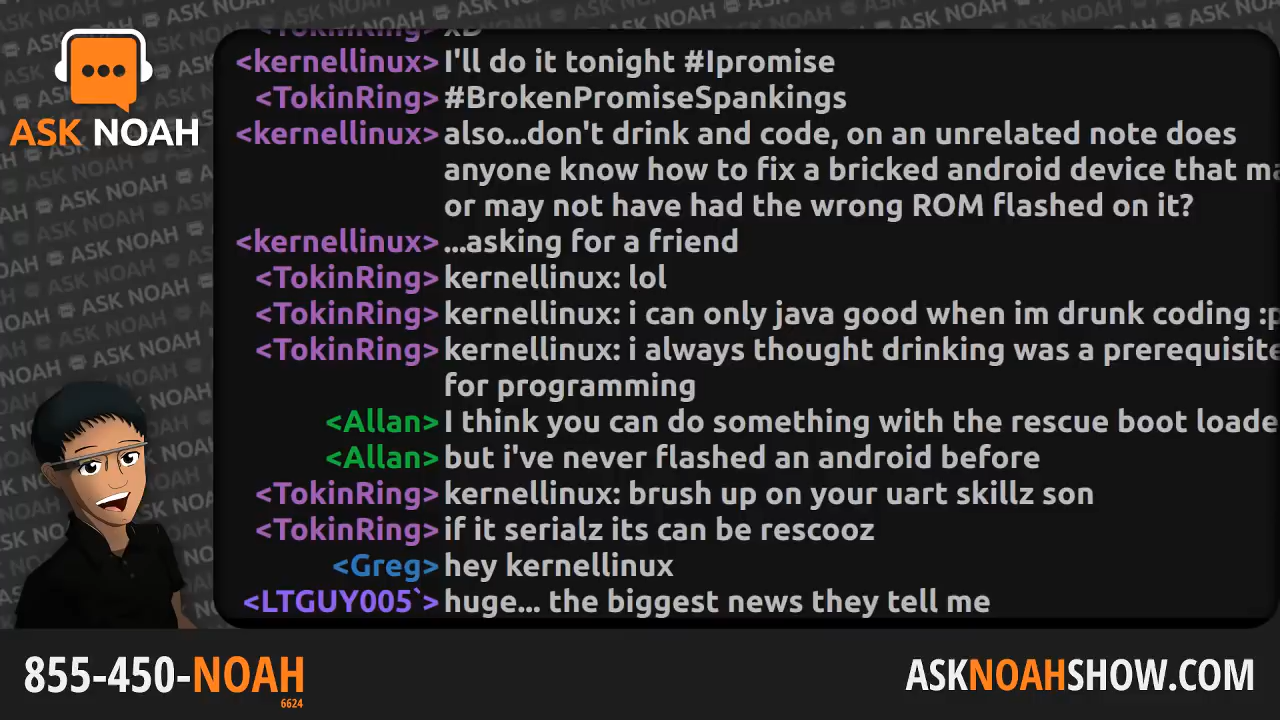 ASK NOAH
<TokinRing> xD
<kernellinux> I'll do it tonight #Ipromise
<TokinRing> #BrokenPromiseSpankings
<kernellinux> also...don't drink and code, on an unrelated note does
anyone know how to fix a bricked android device that
or may not have had the wrong ROM flashed on it?
<kernellinux> ...asking for a friend
<TokinRing> kernellinux: lol
<TokinRing> kernellinux: i can only java good when im drunk coding :p
<TokinRing> kernellinux: i always thought drinking was a prerequisite
for programming
<Allan> I think you can do something with the rescue boot loade
<Allan> but i've never flashed an android before
<TokinRing> kernellinux: brush up on your uart skillz son
<TokinRing> if it serialz its can be rescooz
<Greg> hey kernellinux
<LTGUY005`> huge... the biggest news they tell me
855-450-NOAH
6624
ASKNOAHSHOW.COM